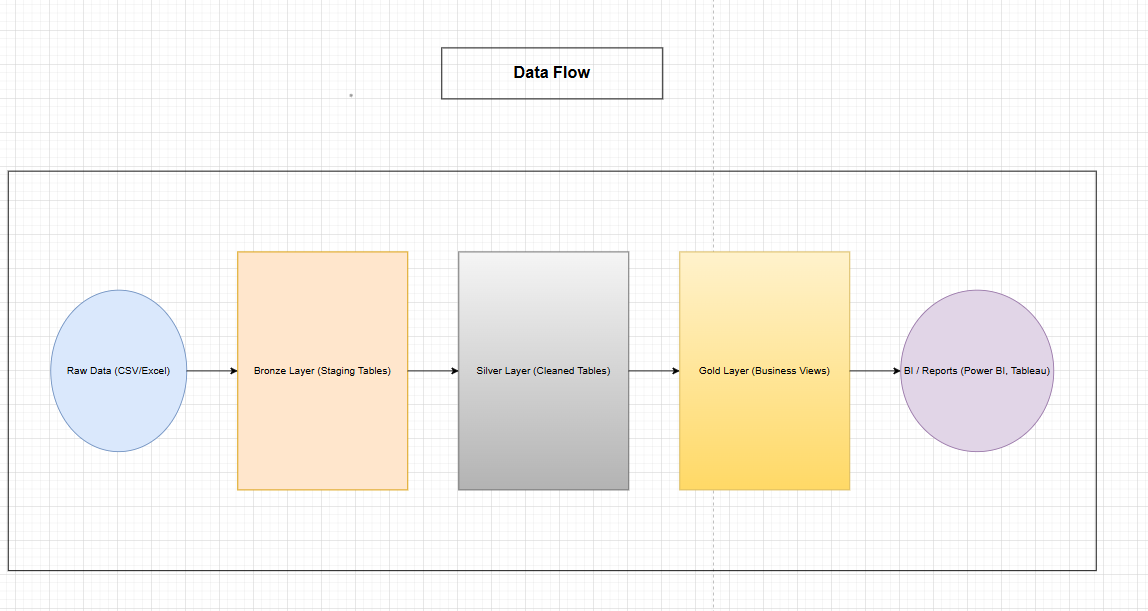 Data Flow
Raw Data (CSV/Excel)
Bronze Layer (Staging Tables)
Silver Layer (Cleaned Tables)
Gold Layer (Business Views)
BI / Reports (Power BI, Tableau)